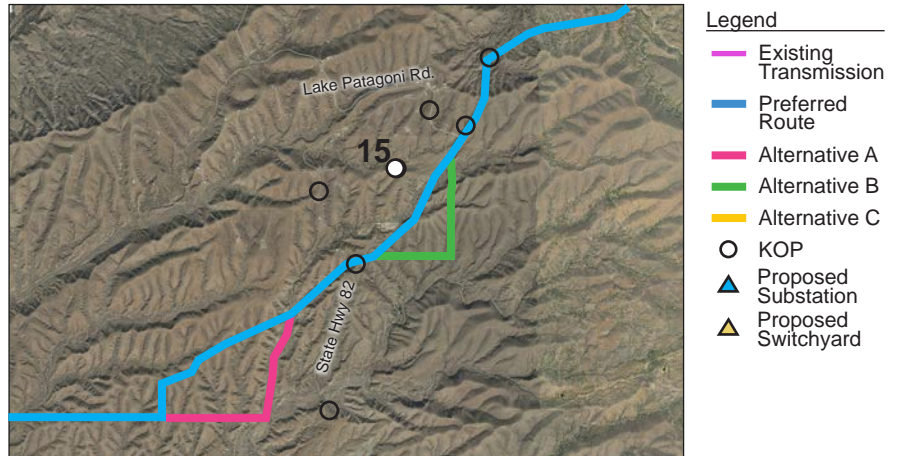 Lake Patagoni Rd.
15
State Hwy 82
Legend
Existing
Transmission
Preferred
Route
Alternative A
Alternative B
Alternative C
KOP
Proposed
Substation
Proposed
Switchyard